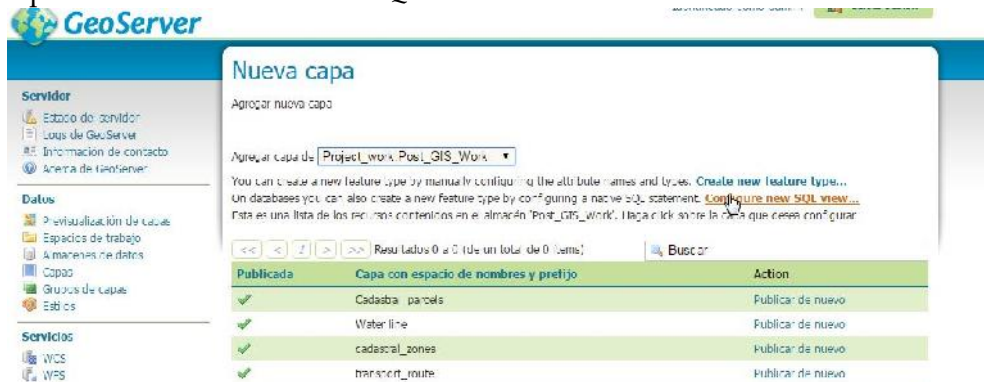 GeoServer
Nueva capa
Agregar nueva capa
Servidor
Estado del servidor
Logs de GeoServer
Información de contacto
Acerca de GeoServer
Agregar capa de Project_work:Post_GIS_Work
You can create a new feature type by manually configuring the attribute names and types. Create new feature type...
On databases you can also create a new feature type by configuring a native SQL statement. Configure new SQL view...
Esta es una lista de los recursos contenidos en el almacén 'Post_GIS_Work'. Haga click sobre la capa que desea configurar
Datos
Previsualización de capas
Espacios de trabajo
Almacenes de datos
Capas
Grupos de capas
Estilos
<< < 1 > >> Resultados 0 a 0 (de un total de 0 items) Buscar
Publicada Capa con espacio de nombres y prefijo Action
Cadastral parcels Publicar de nuevo
Water line Publicar de nuevo
cadastral_zones Publicar de nuevo
transport_route Publicar de nuevo
Servicios
WCS
WFS